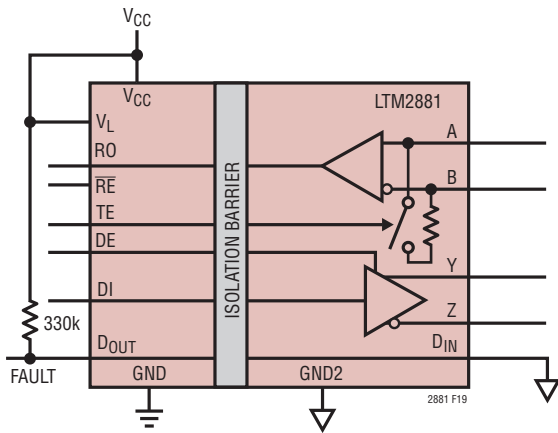 VCC
VCC
LTM2881
VL
A
RO
B
RE
TE
DE
ISOLATION BARRIER
Y
DI
Z
330k
DOUT
DIN
FAULT
GND
GND2
2881 F19